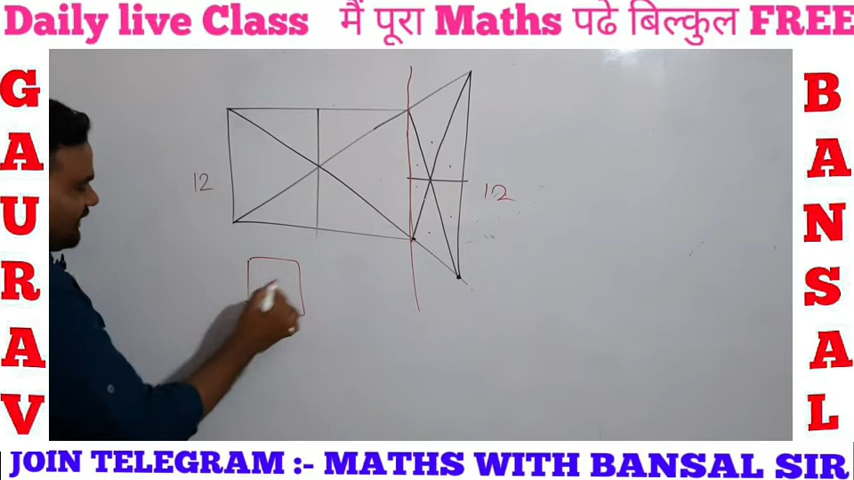 Daily live Class मैं पूरा Maths पढे बिल्कुल FREE
GAURAV
12
12
BANSAL
JOIN TELEGRAM :- MATHS WITH BANSAL SIR